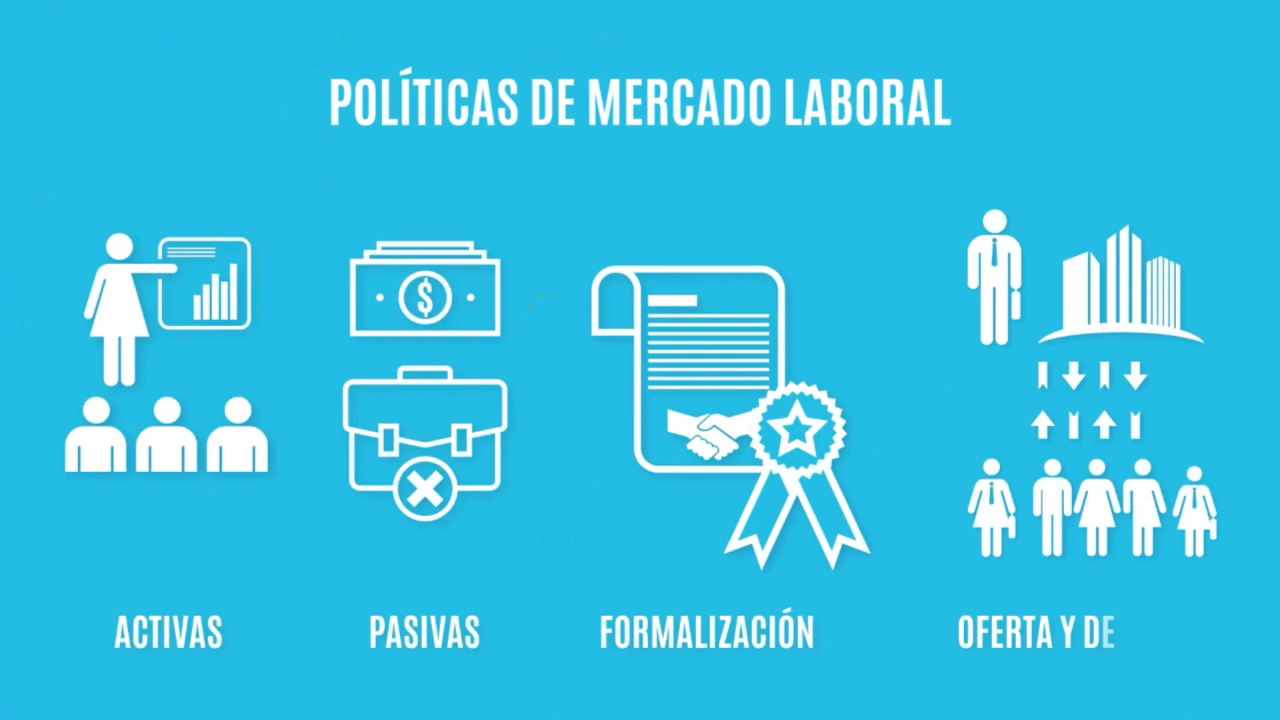 POLÍTICAS DE MERCADO LABORAL
$
ACTIVAS
PASIVAS
FORMALIZACIÓN
OFERTA Y DE